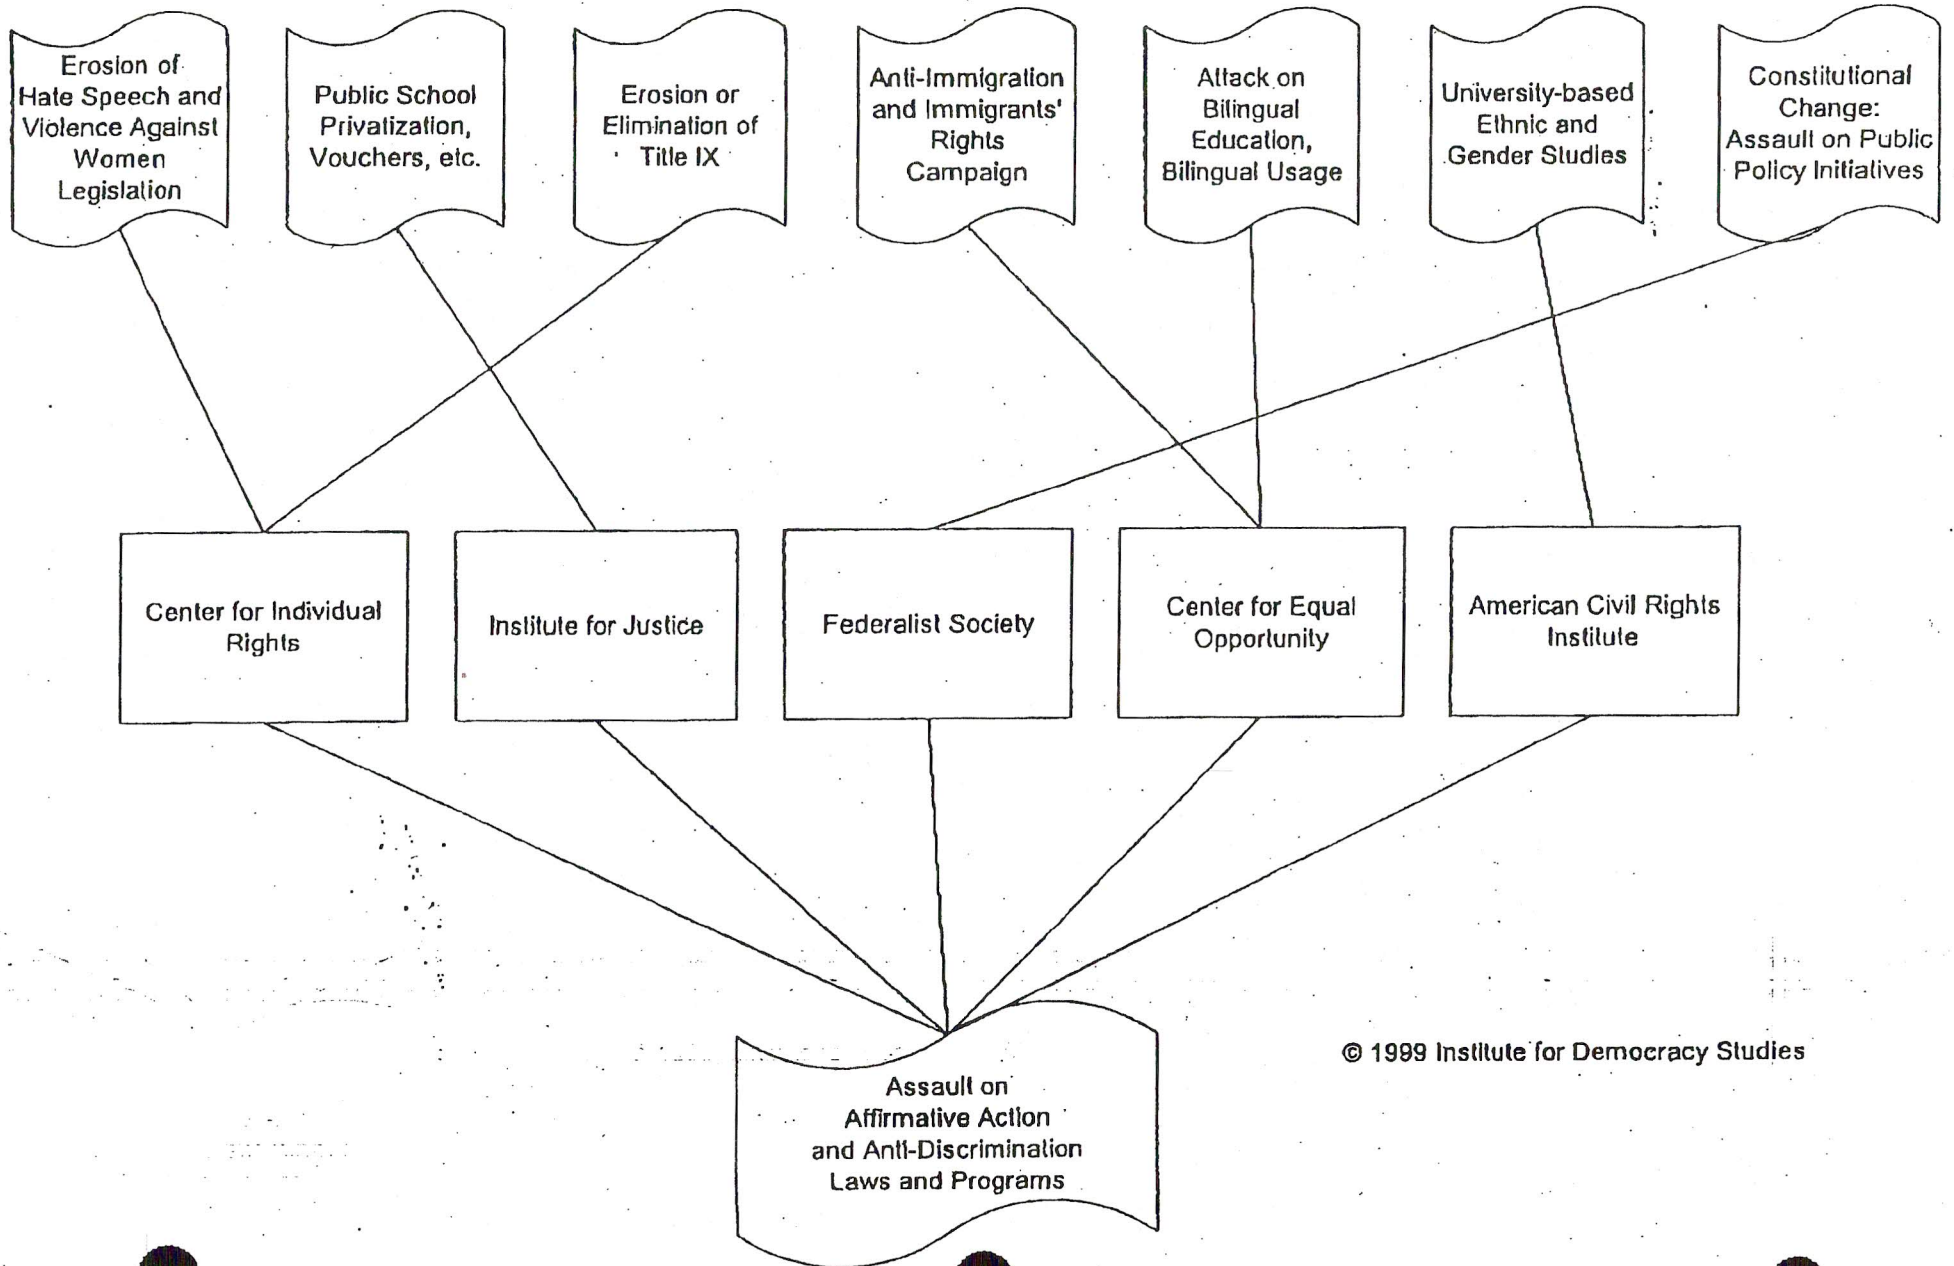 Erosion of
Hate Speech and
Violence Against
Women
Legislation
Public School
Privatization,
Vouchers, etc.
Erosion or
Elimination of
Title IX
Anti-Immigration
and Immigrants'
Rights
Campaign
Attack on
Bilingual
Education,
Bilingual Usage
University-based
Ethnic and
Gender Studies
Constitutional
Change:
Assault on Public
Policy Initiatives
Center for Individual
Rights
Institute for Justice
Federalist Society
Center for Equal
Opportunity
American Civil Rights
Institute
© 1999 Institute for Democracy Studies
Assault on
Affirmative Action
and Anti-Discrimination
Laws and Programs